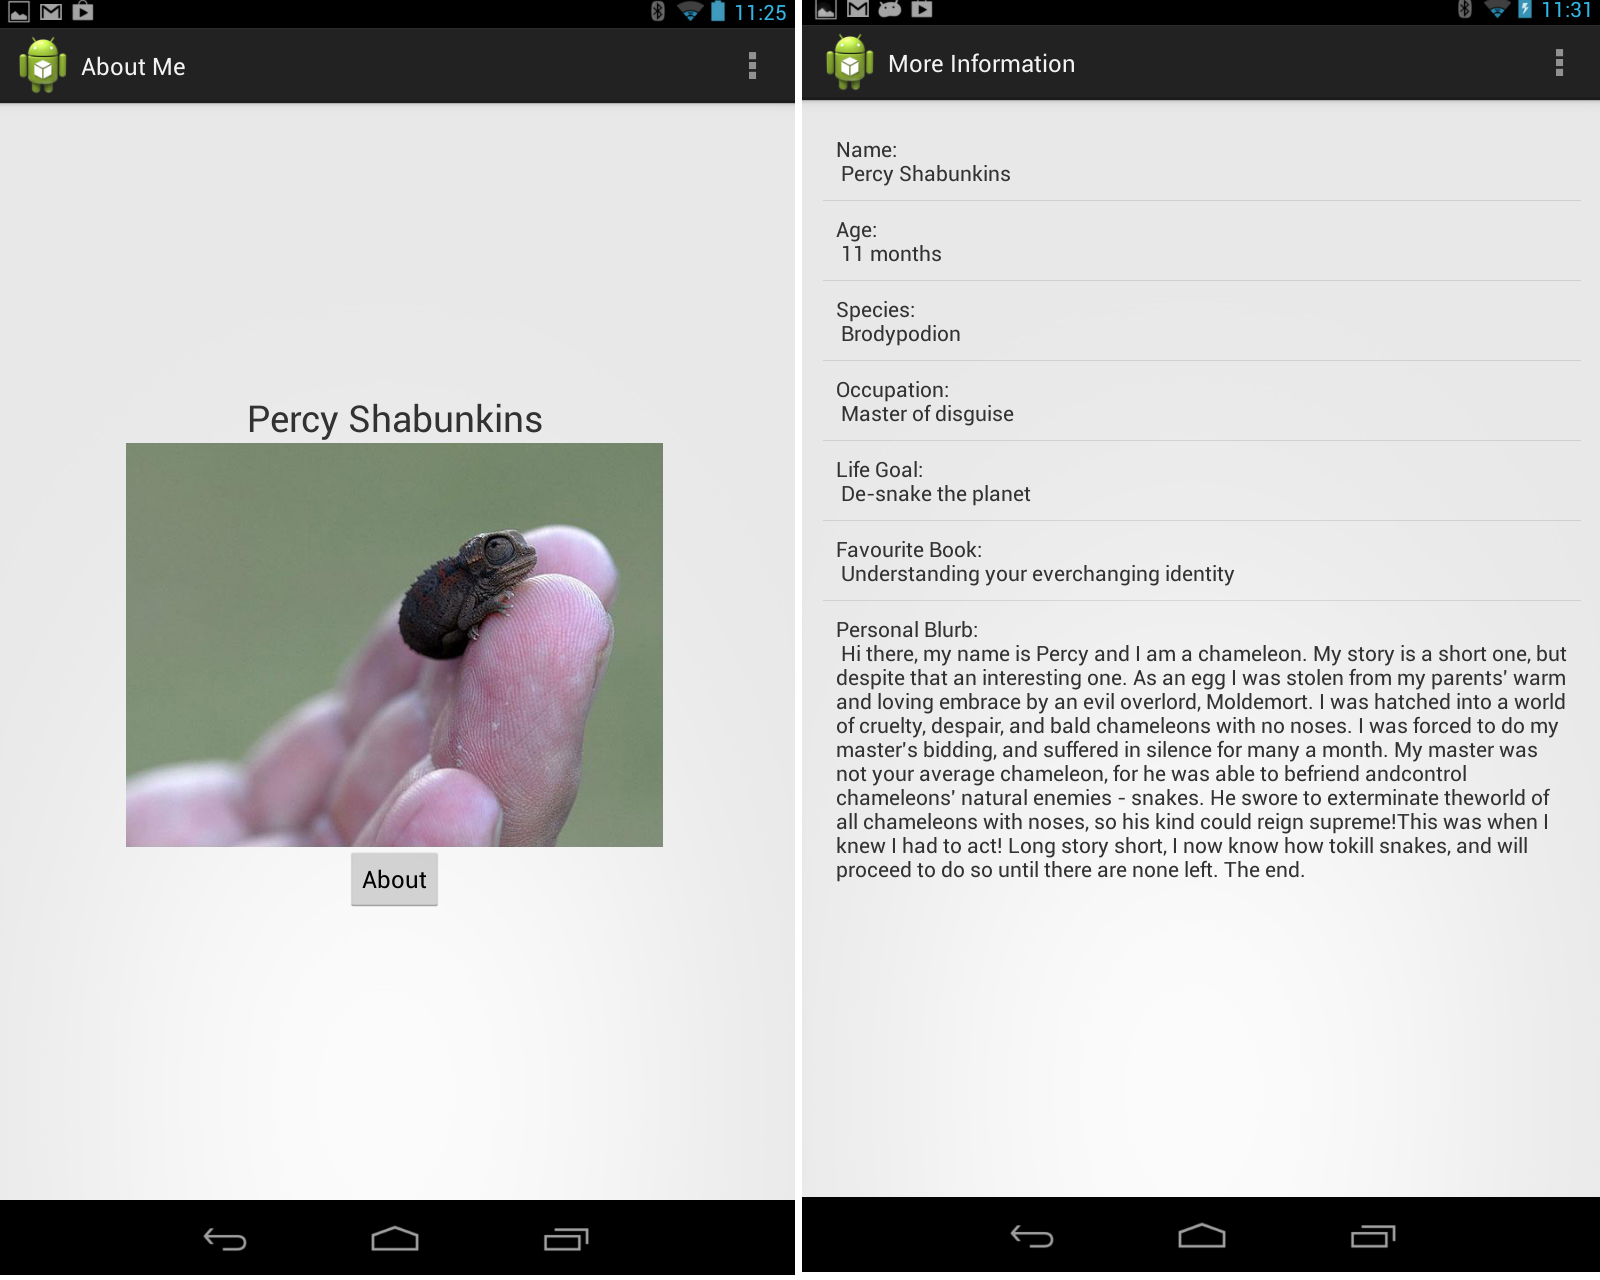 11:25
About Me
Percy Shabunkins
About
11:31
More Information
Name:
Percy Shabunkins
Age:
11 months
Species:
Brodypodion
Occupation:
Master of disguise
Life Goal:
De-snake the planet
Favourite Book:
Understanding your everchanging identity
Personal Blurb:
Hi there, my name is Percy and I am a chameleon. My story is a short one, but
despite that an interesting one. As an egg I was stolen from my parents' warm
and loving embrace by an evil overlord, Moldemort. I was hatched into a world
of cruelty, despair, and bald chameleons with no noses. I was forced to do my
master's bidding, and suffered in silence for many a month. My master was
not your average chameleon, for he was able to befriend andcontrol
chameleons' natural enemies - snakes. He swore to exterminate theworld of
all chameleons with noses, so his kind could reign supreme!This was when I
knew I had to act! Long story short, I now know how tokill snakes, and will
proceed to do so until there are none left. The end.